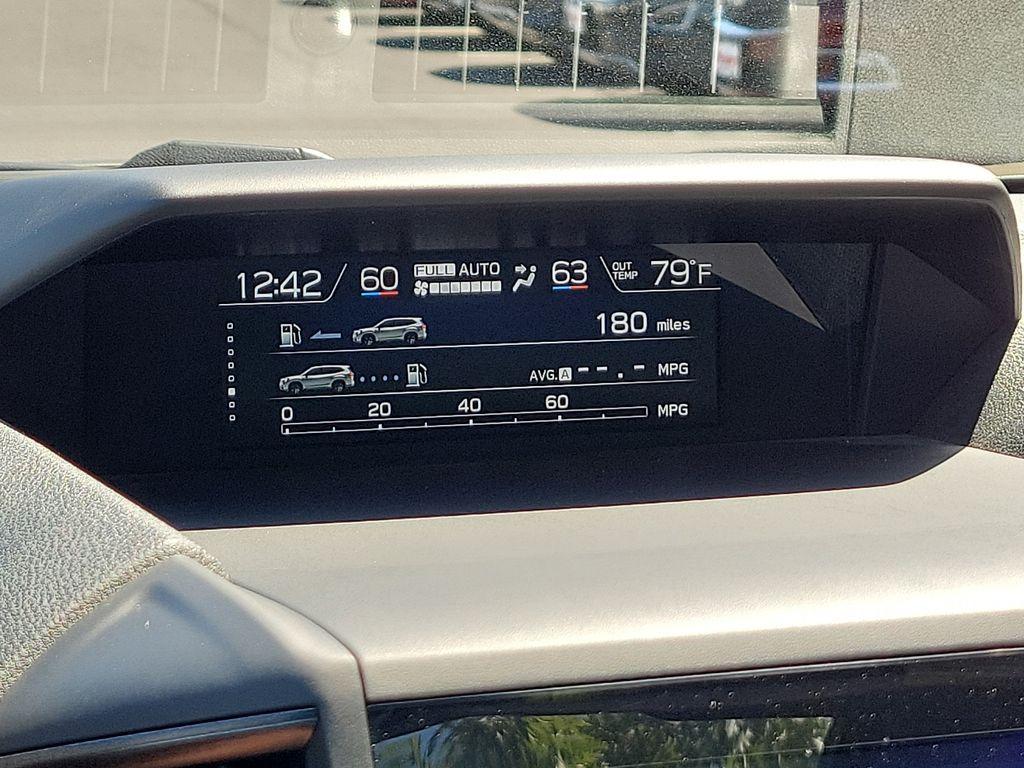 12:42 60 FULL AUTO 63 OUT TEMP 79°F
180 miles
AVG. A --.- MPG
0 20 40 60 MPG